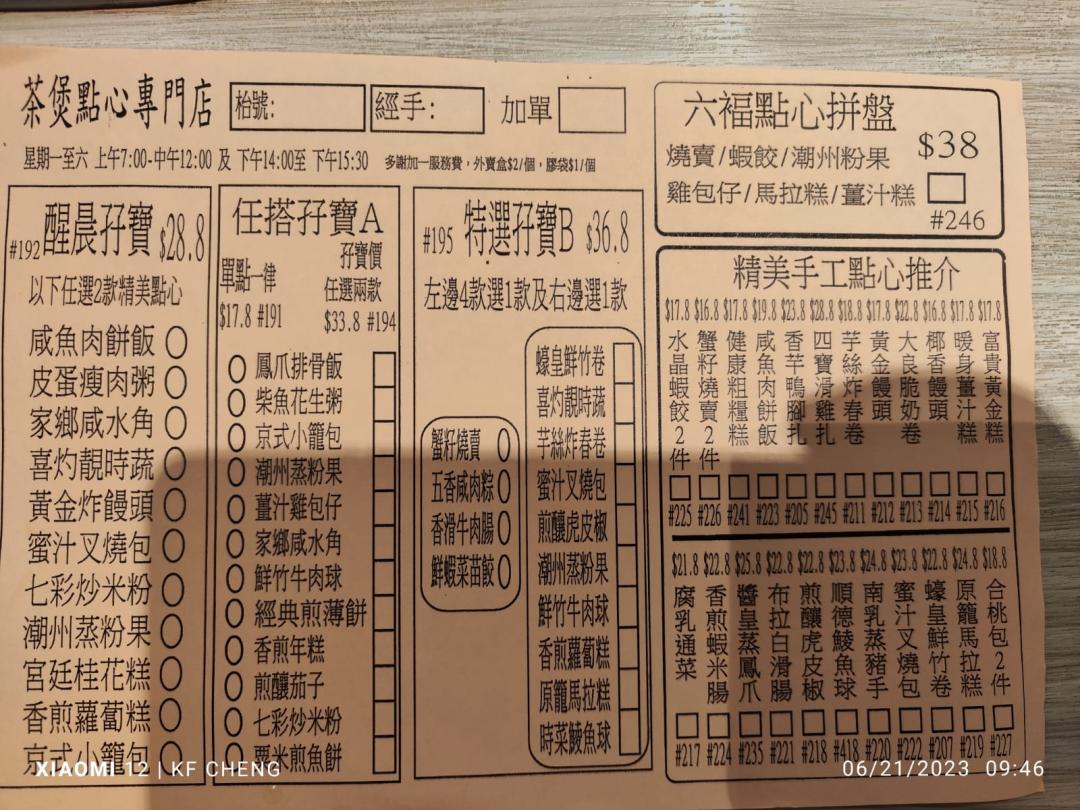 茶煲點心專門店
枱號:
經手:
加單
星期一至六 上午7:00-中午12:00 及 下午14:00至 下午15:30
多謝加一服務費，外賣盒$2/個，膠袋$1/個
#192 醒晨孖寶 $28.8
以下任選2款精美點心
咸魚肉餅飯
皮蛋瘦肉粥
家鄉咸水角
喜灼靚時蔬
黃金炸饅頭
蜜汁叉燒包
七彩炒米粉
潮州蒸粉果
宮廷桂花糕
香煎蘿蔔糕
京式小籠包
任搭孖寶A
單點一律
$17.8 #191
孖寶價
任選兩款
$33.8 #194
鳳爪排骨飯
柴魚花生粥
京式小籠包
潮州蒸粉果
薑汁雞包仔
家鄉咸水角
鮮竹牛肉球
經典煎薄餅
香煎年糕
煎釀茄子
七彩炒米粉
粟米煎魚餅
#195 特選孖寶B $36.8
左邊4款選1款及右邊選1款
蟹籽燒賣
五香咸肉粽
香滑牛肉腸
鮮蝦菜苗餃
蠔皇鮮竹卷
喜灼靚時蔬
芋絲炸春卷
蜜汁叉燒包
煎釀虎皮椒
潮州蒸粉果
鮮竹牛肉球
香煎蘿蔔糕
原籠馬拉糕
時菜鯪魚球
六福點心拼盤
$38
燒賣/蝦餃/潮州粉果
雞包仔/馬拉糕/薑汁糕
#246
精美手工點心推介
$17.8 水晶蝦餃2件 #225
$16.8 蟹籽燒賣2件 #226
$17.8 健康粗糧糕 #241
$19.8 咸魚肉餅飯 #223
$23.8 香芋鴨腳扎 #205
$28.8 四寶滑雞扎 #245
$18.8 芋絲炸春卷 #211
$17.8 黃金饅頭 #212
$22.8 大良脆奶卷 #213
$16.8 椰香饅頭 #214
$17.8 暖身薑汁糕 #215
$17.8 富貴黃金糕 #216
$21.8 腐乳通菜 #217
$22.8 香煎蝦米腸 #224
$25.8 醬皇蒸鳳爪 #235
$22.8 布拉白滑腸 #221
$22.8 煎釀虎皮椒 #218
$23.8 順德鯪魚球 #418
$24.8 南乳蒸豬手 #220
$23.8 蜜汁叉燒包 #222
$22.8 蠔皇鮮竹卷 #207
$24.8 原籠馬拉糕 #219
$18.8 合桃包2件 #227
XIAOMI 12 | KF CHENG
06/21/2023 09:46